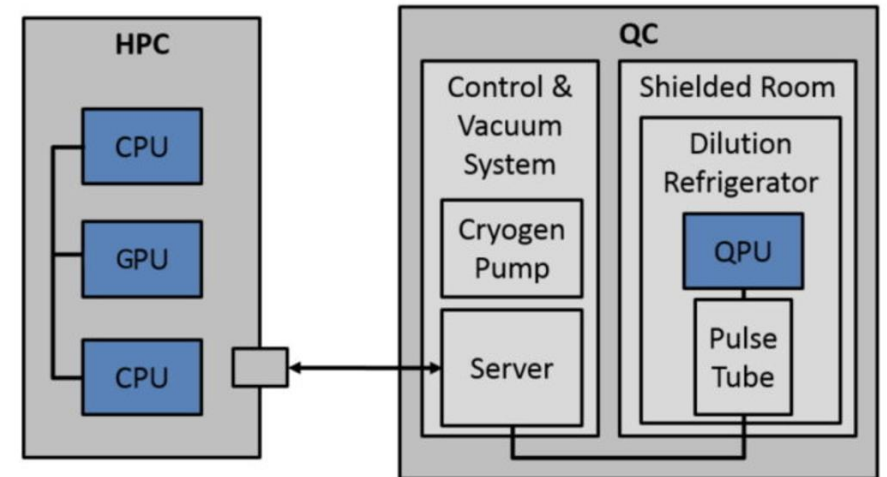 HPC
CPU
GPU
CPU
QC
Control &
Vacuum
System
Cryogen
Pump
Server
Shielded Room
Dilution
Refrigerator
QPU
Pulse
Tube